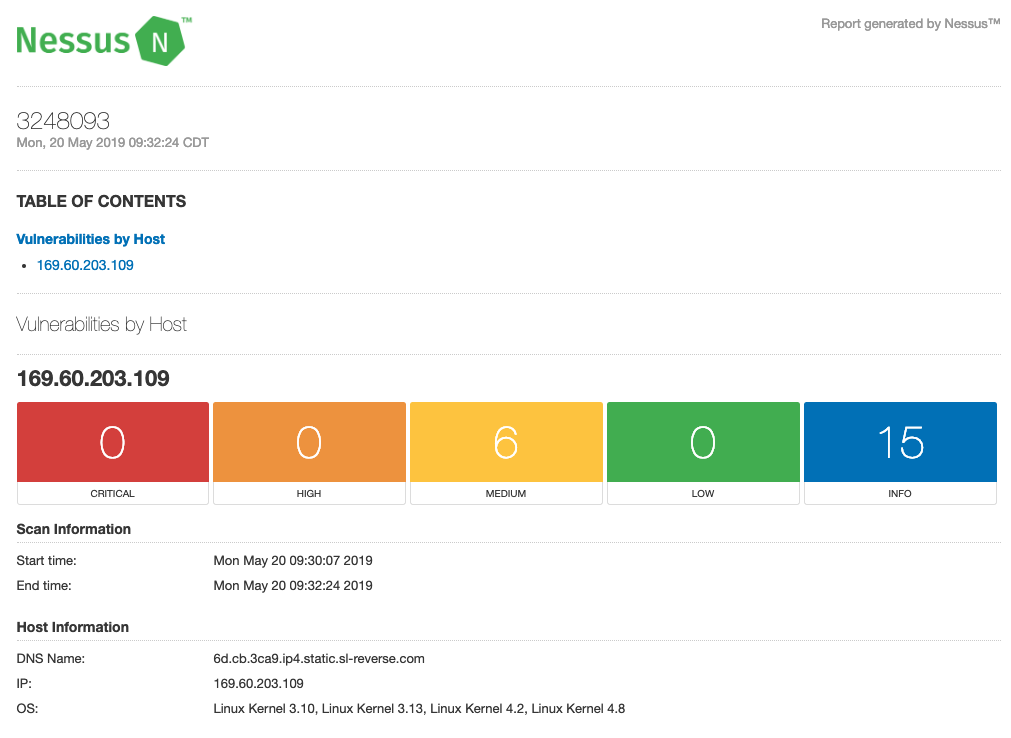 Nessus N ™
Report generated by Nessus™
3248093
Mon, 20 May 2019 09:32:24 CDT
TABLE OF CONTENTS
Vulnerabilities by Host
• 169.60.203.109
Vulnerabilities by Host
169.60.203.109
0 0 6 0 15
CRITICAL HIGH MEDIUM LOW INFO
Scan Information
Start time: Mon May 20 09:30:07 2019
End time: Mon May 20 09:32:24 2019
Host Information
DNS Name: 6d.cb.3ca9.ip4.static.sl-reverse.com
IP: 169.60.203.109
OS: Linux Kernel 3.10, Linux Kernel 3.13, Linux Kernel 4.2, Linux Kernel 4.8